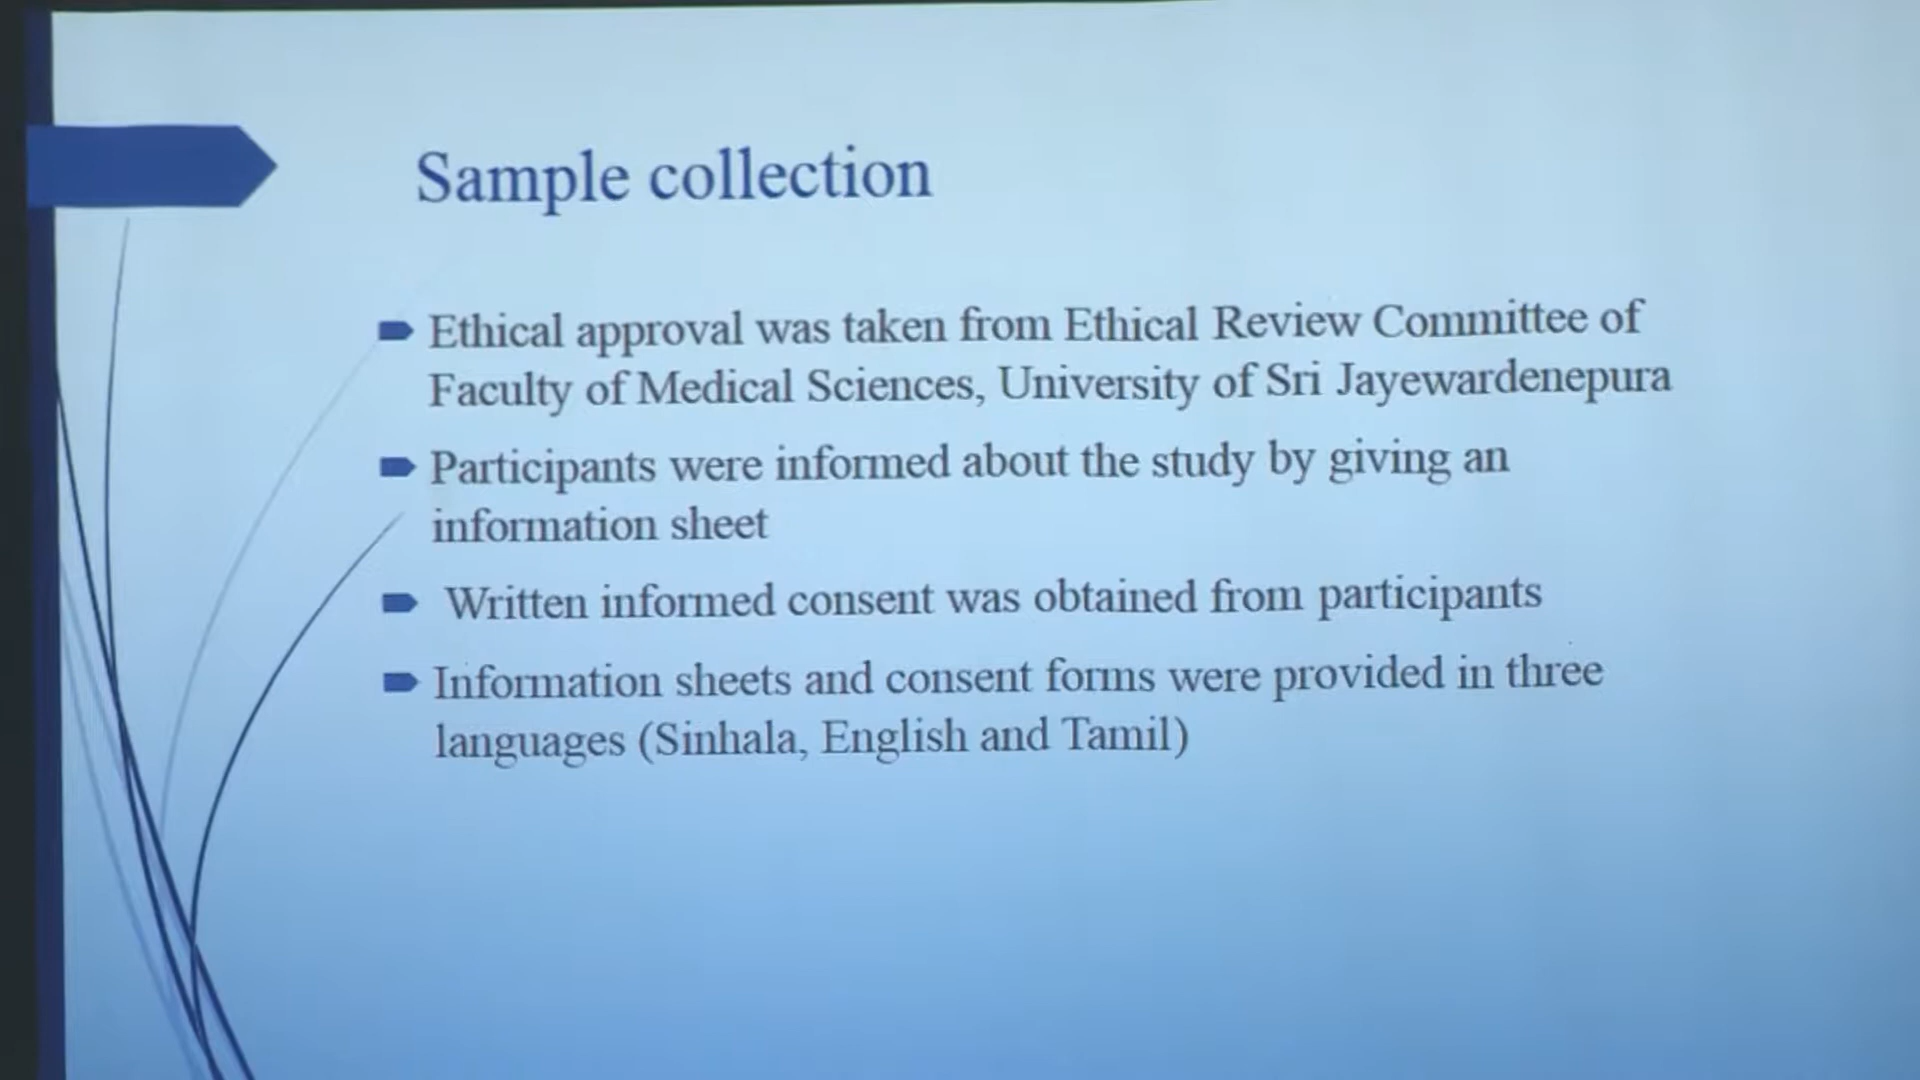 Sample collection
Ethical approval was taken from Ethical Review Committee of
Faculty of Medical Sciences, University of Sri Jayewardenepura
Participants were informed about the study by giving an
information sheet
Written informed consent was obtained from participants
Information sheets and consent forms were provided in three
languages (Sinhala, English and Tamil)